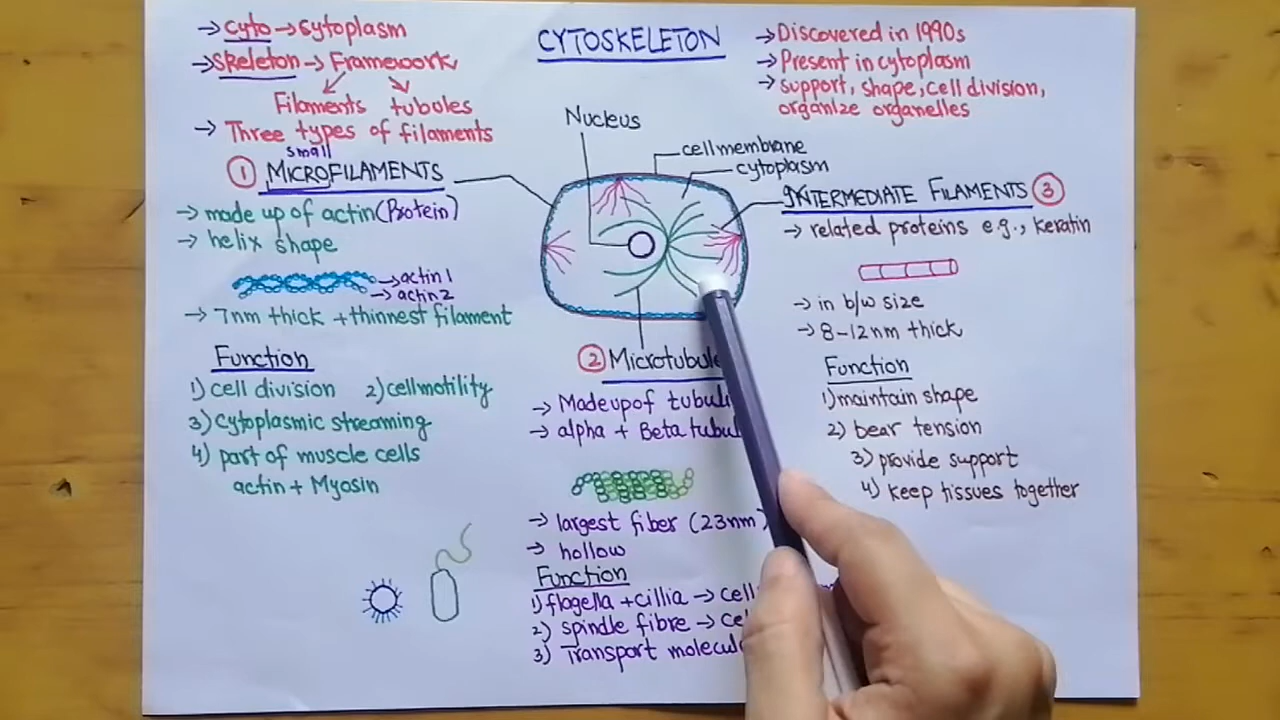 CYTOSKELETON
→ Cyto → Cytoplasm
→ Skeleton → Framework
Filaments tuboles
→ Three types of filaments
→ Discovered in 1990s
→ Present in cytoplasm
→ support, shape, cell division,
organize organelles
Nucleus
cell membrane
cytoplasm
small
① MICROFILAMENTS
→ made up of actin (Protein)
→ helix shape
→ actin 1
→ actin 2
→ 7nm thick + thinnest filament
Function
1) cell division 2) cell motility
3) Cytoplasmic streaming
4) part of muscle cells
actin + Myosin
② Microtubule
→ Made up of
→ alpha + Beta
→ largest fiber (23nm)
→ hollow
Function
1) flagella + cillia →
2) spindle fibre →
3) Transport
INTERMEDIATE FILAMENTS ③
→ related proteins e.g., keratin
→ in b/w size
→ 8-12nm thick
Function
1) maintain shape
2) bear tension
3) provide support
4) keep tissues together